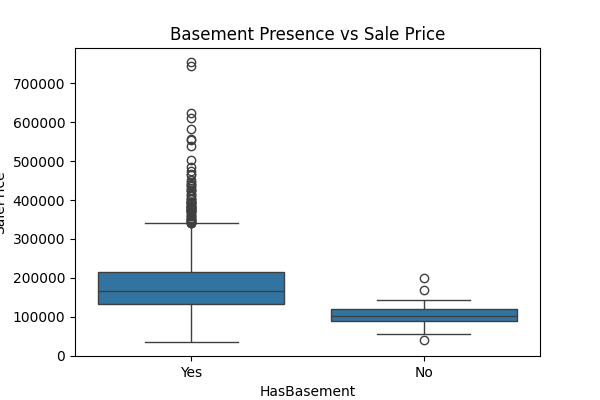 Basement Presence vs Sale Price
700000
600000
500000
400000
300000
200000
100000
0
SalePrice
Yes
No
HasBasement